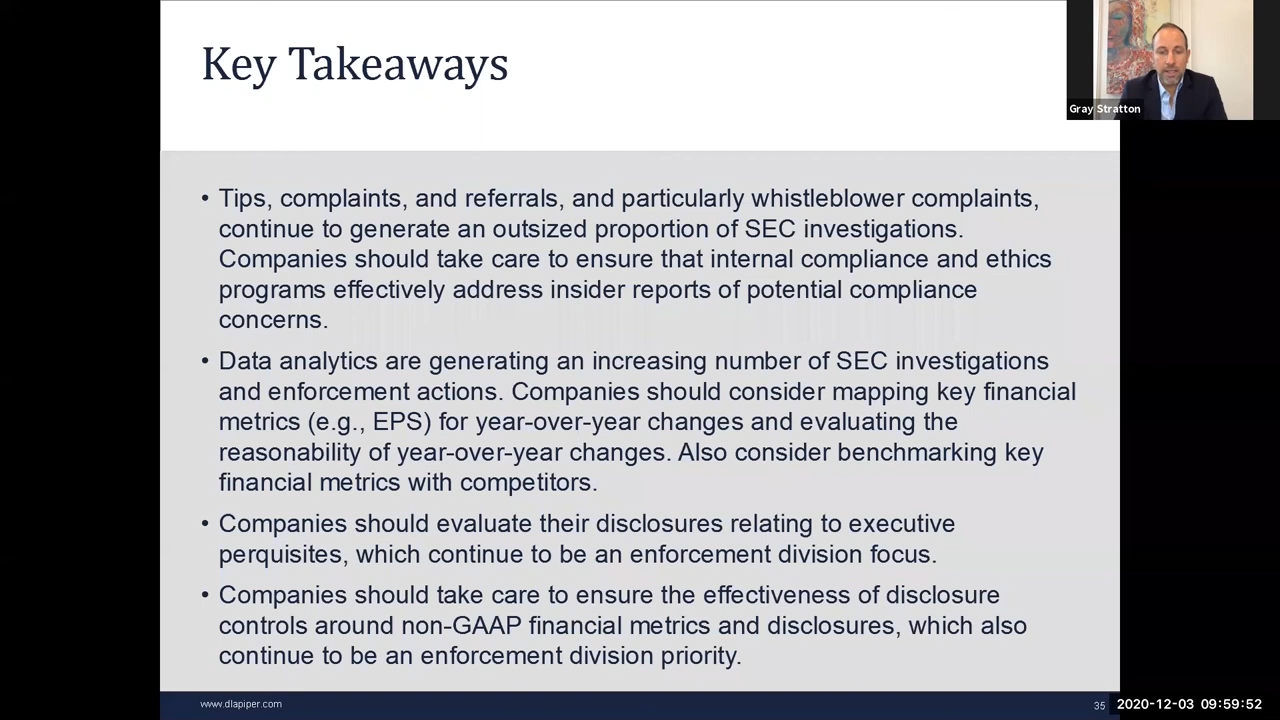 Key Takeaways
Gray Stratton
• Tips, complaints, and referrals, and particularly whistleblower complaints,
continue to generate an outsized proportion of SEC investigations.
Companies should take care to ensure that internal compliance and ethics
programs effectively address insider reports of potential compliance
concerns.
• Data analytics are generating an increasing number of SEC investigations
and enforcement actions. Companies should consider mapping key financial
metrics (e.g., EPS) for year-over-year changes and evaluating the
reasonability of year-over-year changes. Also consider benchmarking key
financial metrics with competitors.
• Companies should evaluate their disclosures relating to executive
perquisites, which continue to be an enforcement division focus.
• Companies should take care to ensure the effectiveness of disclosure
controls around non-GAAP financial metrics and disclosures, which also
continue to be an enforcement division priority.
www.dlapiper.com
35
2020-12-03 09:59:52